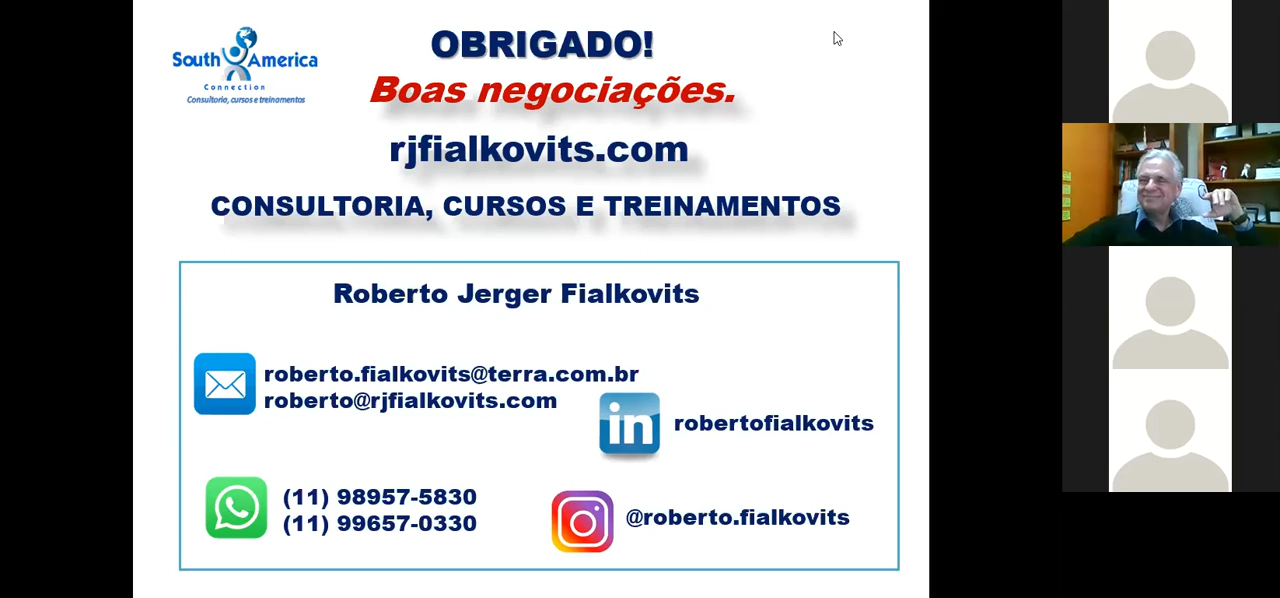 South America
Connection
Consultoria, cursos e treinamentos
OBRIGADO!
Boas negociações.
rjfialkovits.com
CONSULTORIA, CURSOS E TREINAMENTOS
Roberto Jerger Fialkovits
roberto.fialkovits@terra.com.br
roberto@rjfialkovits.com
in
robertofialkovits
(11) 98957-5830
(11) 99657-0330
@roberto.fialkovits